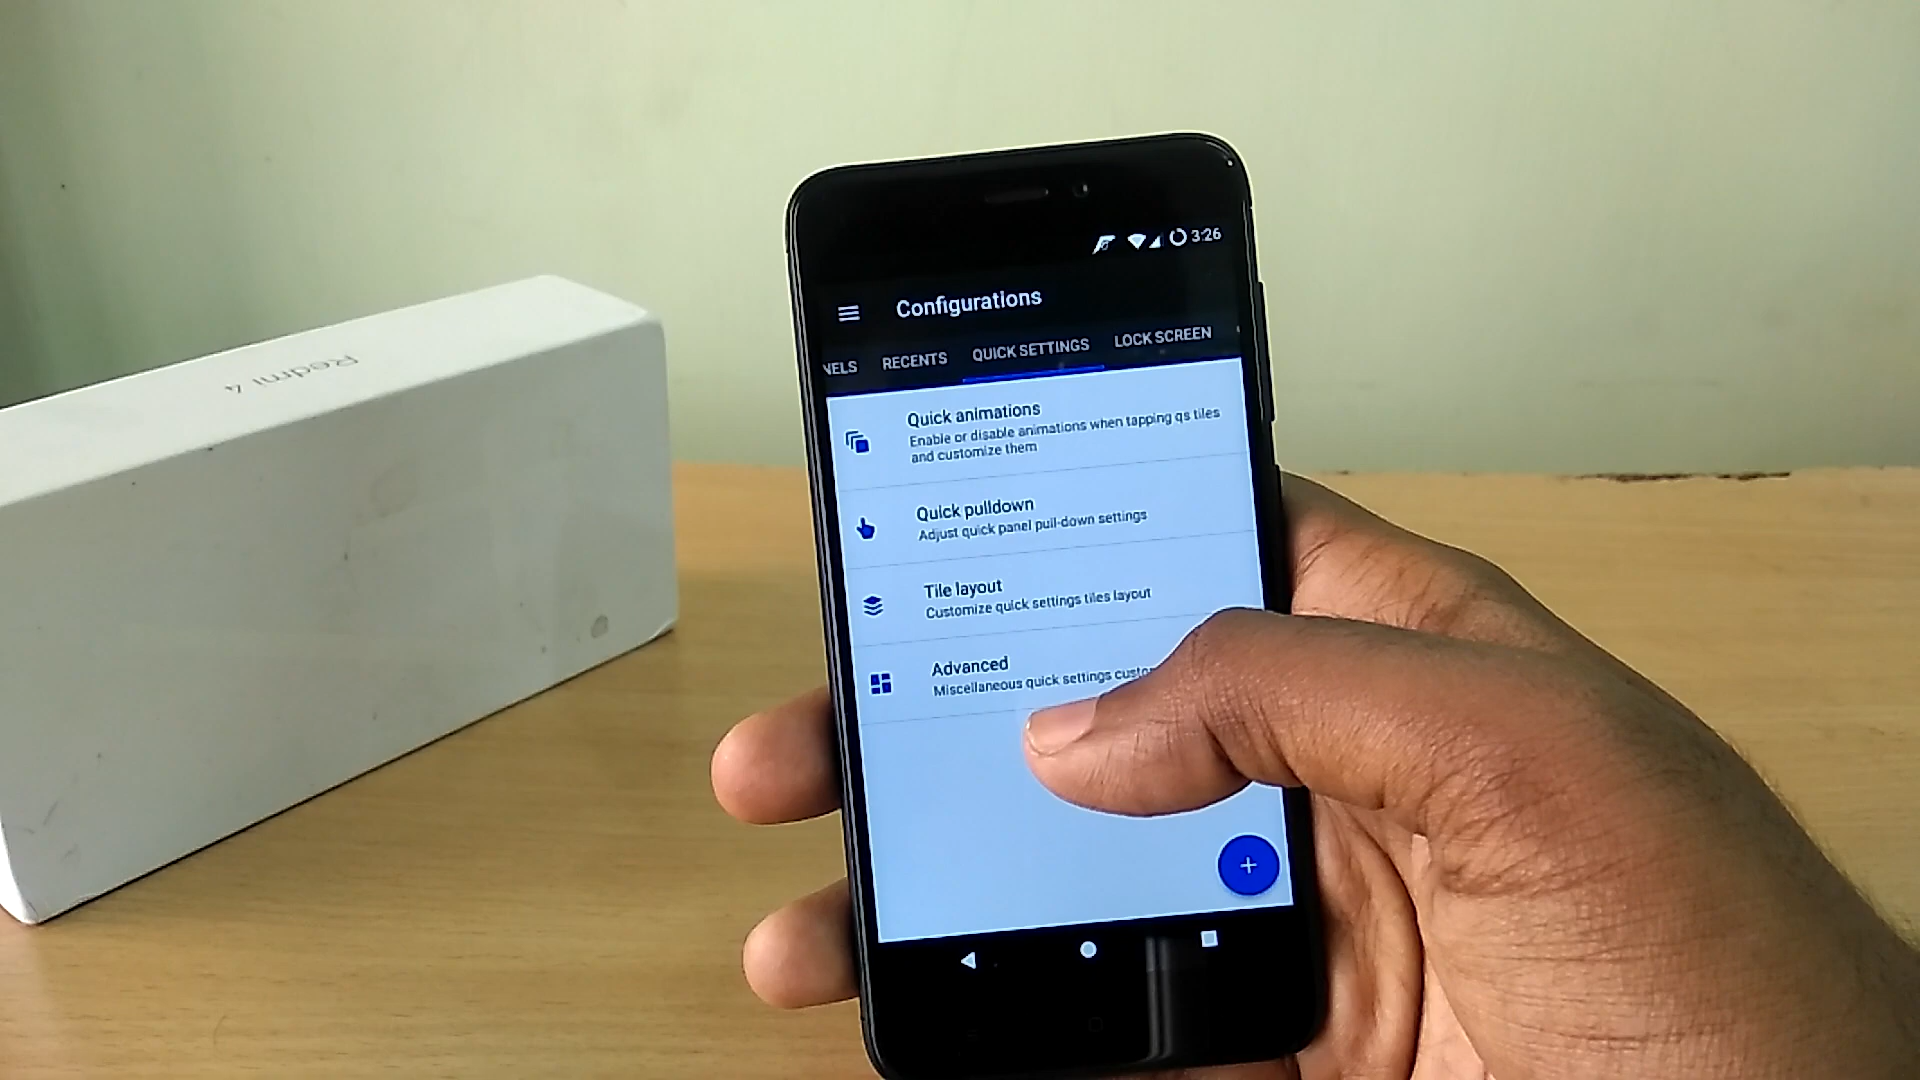 Redmi 4
3:26
Configurations
NELS RECENTS QUICK SETTINGS LOCK SCREEN
Quick animations
Enable or disable animations when tapping qs tiles
and customize them
Quick pulldown
Adjust quick panel pull-down settings
Tile layout
Customize quick settings tiles layout
Advanced
Miscellaneous quick settings custo